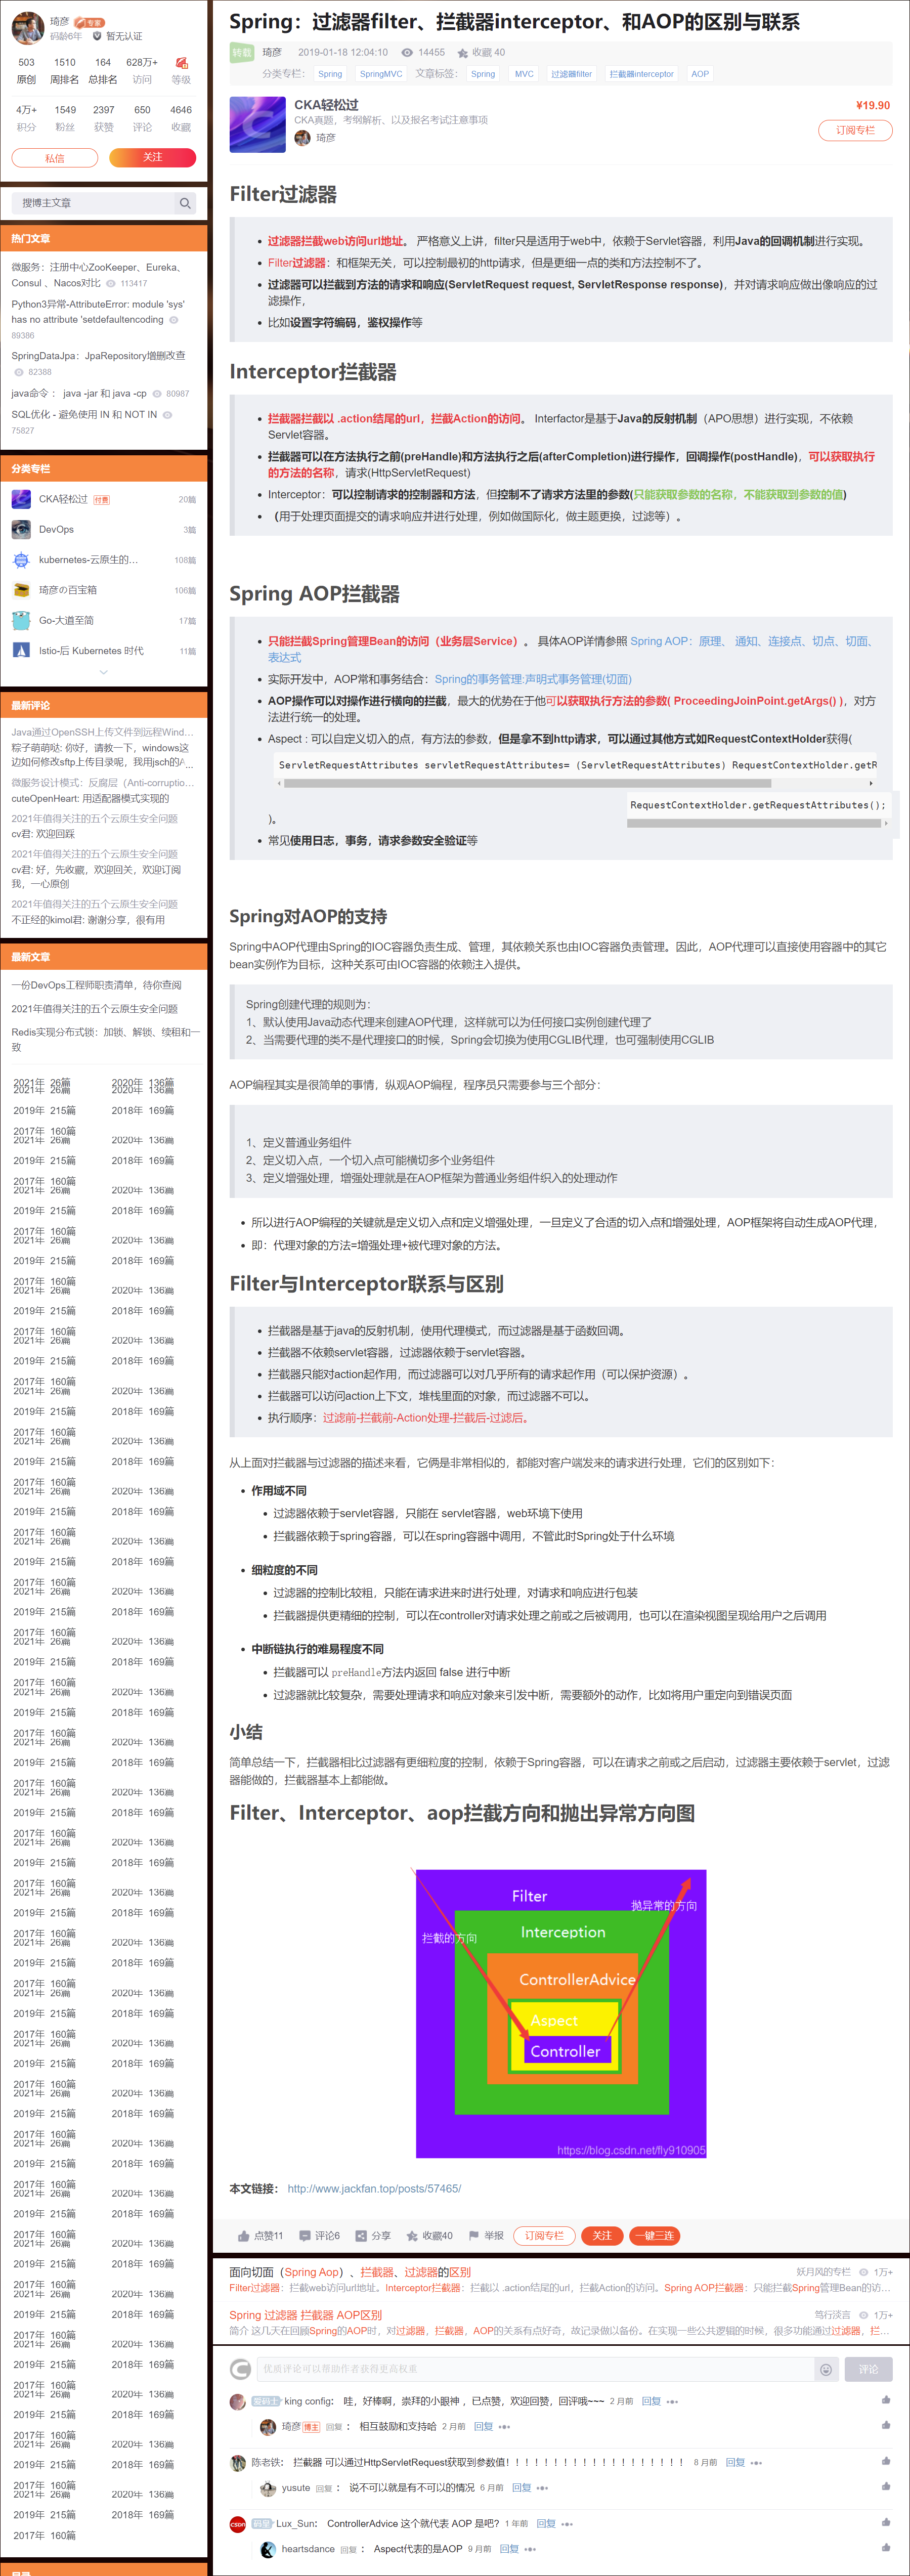 琦彦 专家
码龄6年 暂无认证
503 1510 164 628万+
原创 周排名 总排名 访问 等级
4万+ 1549 2397 650 4646
积分 粉丝 获赞 评论 收藏
私信 关注
搜博主文章
热门文章
微服务：注册中心ZooKeeper、Eureka、
Consul 、Nacos对比 113417
Python3异常-AttributeError: module 'sys'
has no attribute 'setdefaultencoding
89386
SpringDataJpa：JpaRepository增删改查
82388
java命令： java -jar 和 java -cp 80987
SQL优化 - 避免使用 IN 和 NOT IN
75827
分类专栏
CKA轻松过 付费 20篇
DevOps 3篇
kubernetes-云原生的... 108篇
琦彦の百宝箱 106篇
Go-大道至简 17篇
Istio-后 Kubernetes 时代 11篇
最新评论
Java通过OpenSSH上传文件到远程Wind...
粽子萌萌哒: 你好，请教一下，windows这
边如何修改sftp上传目录呢，我用jsch的A...
微服务设计模式：反腐层（Anti-corruptio...
cuteOpenHeart: 用适配器模式实现的
2021年值得关注的五个云原生安全问题
cv君: 欢迎回踩
2021年值得关注的五个云原生安全问题
cv君: 好，先收藏，欢迎回关，欢迎订阅
我，一心原创
2021年值得关注的五个云原生安全问题
不正经的kimol君: 谢谢分享，很有用
最新文章
一份DevOps工程师职责清单，待你查阅
2021年值得关注的五个云原生安全问题
Redis实现分布式锁：加锁、解锁、续租和一
致
2021年 26篇 2020年 136篇
2019年 215篇 2018年 169篇
2017年 160篇
Spring：过滤器filter、拦截器interceptor、和AOP的区别与联系
转载 琦彦 2019-01-18 12:04:10 14455 收藏 40
分类专栏： Spring SpringMVC 文章标签： Spring MVC 过滤器filter 拦截器interceptor AOP
CKA轻松过 ¥19.90
CKA真题，考纲解析、以及报名考试注意事项
琦彦 订阅专栏
Filter过滤器
过滤器拦截web访问url地址。 严格意义上讲，filter只是适用于web中，依赖于Servlet容器，利用Java的回调机制进行实现。
Filter过滤器：和框架无关，可以控制最初的http请求，但是更细一点的类和方法控制不了。
过滤器可以拦截到方法的请求和响应(ServletRequest request, ServletResponse response)，并对请求响应做出像响应的过
滤操作，
比如设置字符编码，鉴权操作等
Interceptor拦截器
拦截器拦截以 .action结尾的url，拦截Action的访问。 Interfactor是基于Java的反射机制（APO思想）进行实现，不依赖
Servlet容器。
拦截器可以在方法执行之前(preHandle)和方法执行之后(afterCompletion)进行操作，回调操作(postHandle)，可以获取执行
的方法的名称，请求(HttpServletRequest)
Interceptor：可以控制请求的控制器和方法，但控制不了请求方法里的参数(只能获取参数的名称，不能获取到参数的值)
（用于处理页面提交的请求响应并进行处理，例如做国际化，做主题更换，过滤等）。
Spring AOP拦截器
只能拦截Spring管理Bean的访问（业务层Service）。 具体AOP详情参照 Spring AOP：原理、 通知、连接点、切点、切面、
表达式
实际开发中，AOP常和事务结合：Spring的事务管理:声明式事务管理(切面)
AOP操作可以对操作进行横向的拦截，最大的优势在于他可以获取执行方法的参数( ProceedingJoinPoint.getArgs() )，对方
法进行统一的处理。
Aspect : 可以自定义切入的点，有方法的参数，但是拿不到http请求，可以通过其他方式如RequestContextHolder获得(
ServletRequestAttributes servletRequestAttributes= (ServletRequestAttributes) RequestContextHolder.getR
RequestContextHolder.getRequestAttributes();
)。
常见使用日志，事务，请求参数安全验证等
Spring对AOP的支持
Spring中AOP代理由Spring的IOC容器负责生成、管理，其依赖关系也由IOC容器负责管理。因此，AOP代理可以直接使用容器中的其它
bean实例作为目标，这种关系可由IOC容器的依赖注入提供。
Spring创建代理的规则为：
1、默认使用Java动态代理来创建AOP代理，这样就可以为任何接口实例创建代理了
2、当需要代理的类不是代理接口的时候，Spring会切换为使用CGLIB代理，也可强制使用CGLIB
AOP编程其实是很简单的事情，纵观AOP编程，程序员只需要参与三个部分：
1、定义普通业务组件
2、定义切入点，一个切入点可能横切多个业务组件
3、定义增强处理，增强处理就是在AOP框架为普通业务组件织入的处理动作
所以进行AOP编程的关键就是定义切入点和定义增强处理，一旦定义了合适的切入点和增强处理，AOP框架将自动生成AOP代理，
即：代理对象的方法=增强处理+被代理对象的方法。
Filter与Interceptor联系与区别
拦截器是基于java的反射机制，使用代理模式，而过滤器是基于函数回调。
拦截器不依赖servlet容器，过滤器依赖于servlet容器。
拦截器只能对action起作用，而过滤器可以对几乎所有的请求起作用（可以保护资源）。
拦截器可以访问action上下文，堆栈里面的对象，而过滤器不可以。
执行顺序：过滤前-拦截前-Action处理-拦截后-过滤后。
从上面对拦截器与过滤器的描述来看，它俩是非常相似的，都能对客户端发来的请求进行处理，它们的区别如下：
作用域不同
过滤器依赖于servlet容器，只能在 servlet容器，web环境下使用
拦截器依赖于spring容器，可以在spring容器中调用，不管此时Spring处于什么环境
细粒度的不同
过滤器的控制比较粗，只能在请求进来时进行处理，对请求和响应进行包装
拦截器提供更精细的控制，可以在controller对请求处理之前或之后被调用，也可以在渲染视图呈现给用户之后调用
中断链执行的难易程度不同
拦截器可以 preHandle方法内返回 false 进行中断
过滤器就比较复杂，需要处理请求和响应对象来引发中断，需要额外的动作，比如将用户重定向到错误页面
小结
简单总结一下，拦截器相比过滤器有更细粒度的控制，依赖于Spring容器，可以在请求之前或之后启动，过滤器主要依赖于servlet，过滤
器能做的，拦截器基本上都能做。
Filter、Interceptor、aop拦截方向和抛出异常方向图
Filter
抛异常的方向
Interception
拦截的方向
ControllerAdvice
Aspect
Controller
https://blog.csdn.net/fly910905
本文链接： http://www.jackfan.top/posts/57465/
点赞11 评论6 分享 收藏40 举报 订阅专栏 关注 一键三连
面向切面（Spring Aop）、拦截器、过滤器的区别 妖月风的专栏 1万+
Filter过滤器：拦截web访问url地址。Interceptor拦截器：拦截以 .action结尾的url，拦截Action的访问。Spring AOP拦截器：只能拦截Spring管理Bean的访...
Spring 过滤器 拦截器 AOP区别 笃行淡言 1万+
简介 这几天在回顾Spring的AOP时，对过滤器，拦截器，AOP的关系有点好奇，故记录做以备份。在实现一些公共逻辑的时候，很多功能通过过滤器，拦...
优质评论可以帮助作者获得更高权重 评论
king config： 哇，好棒啊，崇拜的小眼神 ，已点赞，欢迎回赞，回评哦~~~ 2 月前 回复
琦彦 博主 回复： 相互鼓励和支持哈 2 月前 回复
陈老铁： 拦截器 可以通过HttpServletRequest获取到参数值！！！！！！！！！！！！！！！！！！！ 8 月前 回复
yusute 回复： 说不可以就是有不可以的情况 6 月前 回复
Lux_Sun： ControllerAdvice 这个就代表 AOP 是吧？ 1 年前 回复
heartsdance 回复： Aspect代表的是AOP 9 月前 回复